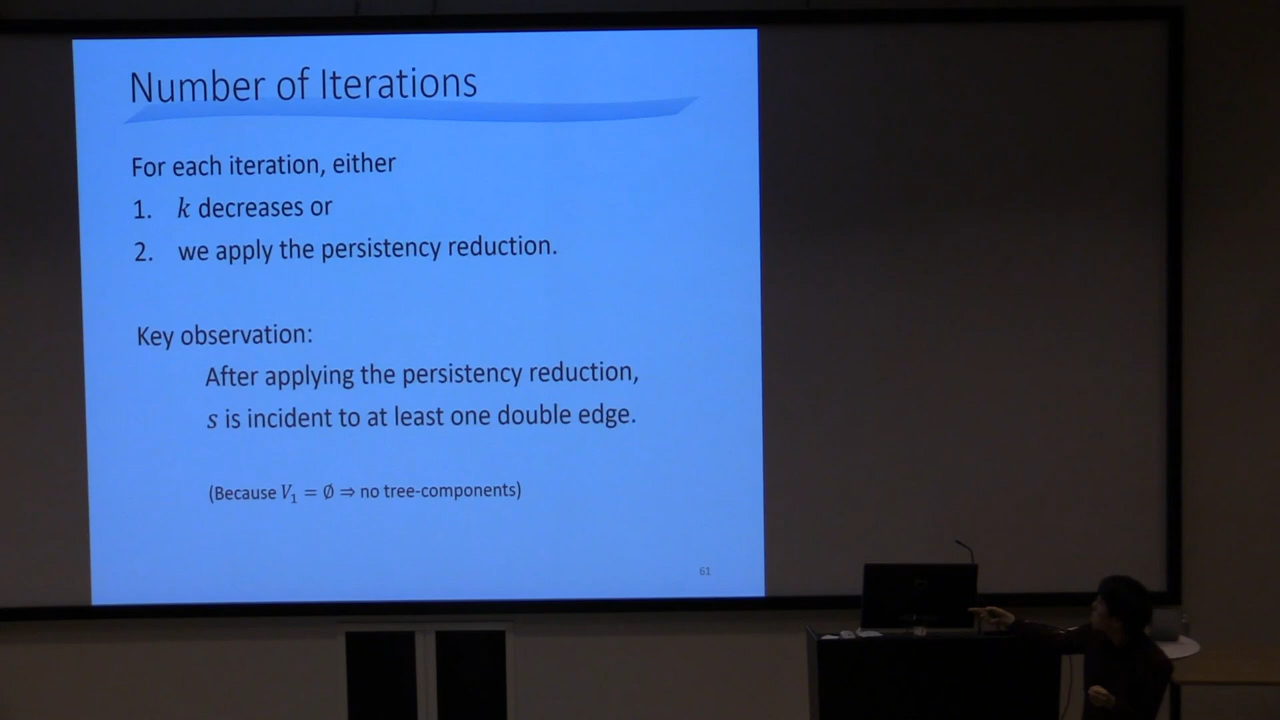 Number of Iterations
For each iteration, either
1. k decreases or
2. we apply the persistency reduction.
Key observation:
After applying the persistency reduction,
s is incident to at least one double edge.
(Because V₁ = ∅ ⇒ no tree-components)
61